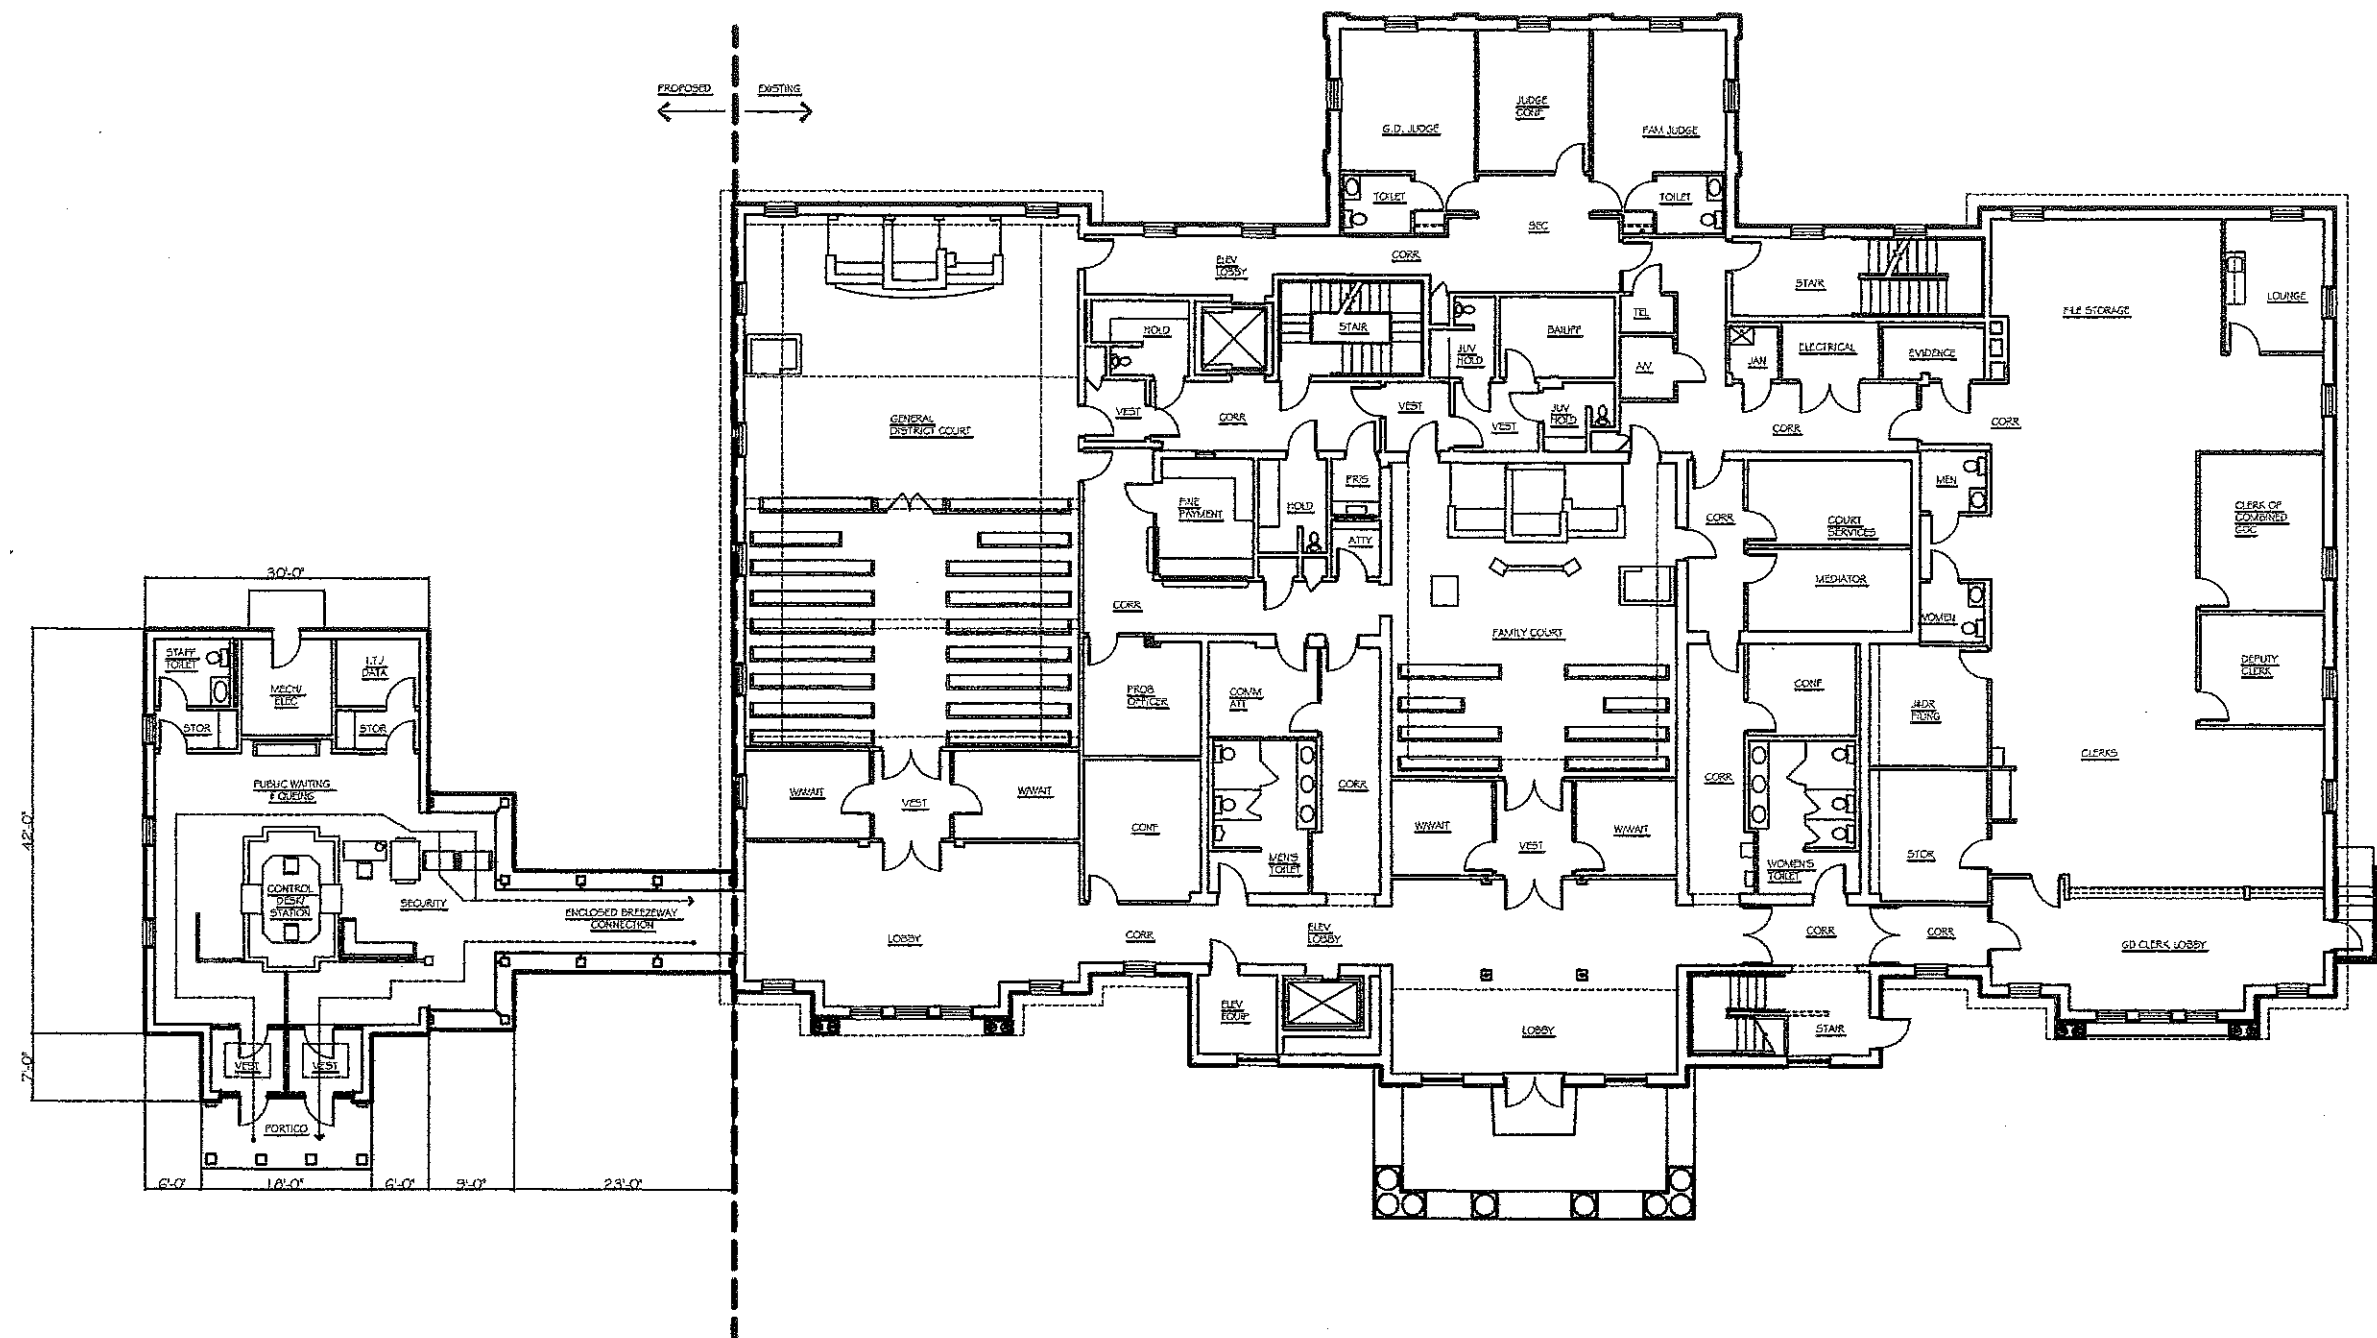 PROPOSED
EXISTING
G.D. JUDGE
JUDGE
CONF
FAM JUDGE
TOILET
TOILET
SEC
ELEV
LOBBY
CORR
STAIR
FILE STORAGE
LOUNGE
HOLD
STAIR
JUV
HOLD
BAILIFF
TEL
A/V
JAN
ELECTRICAL
EVIDENCE
GENERAL
DISTRICT COURT
VEST
CORR
VEST
VEST
JUV
HOLD
CORR
CORR
FINE
PAYMENT
HOLD
PRIS
ATTY
CORR
COURT
SERVICES
MEN
CLERK OF
COMBINED
MEDIATOR
WOMEN
CORR
FAMILY COURT
30'-0"
STAFF
TOILET
MECH/
ELEC
I.T./
DATA
STOR
STOR
PROB
OFFICER
COMM
ATT
CONF
J&DR
FILING
DEPUTY
CLERK
CLERKS
PUBLIC WAITING
& QUEING
W/WAIT
VEST
W/WAIT
CONF
CORR
MEN'S
TOILET
W/WAIT
VEST
W/WAIT
CORR
WOMEN'S
TOILET
STOR
42'-0"
CONTROL
DESK/
STATION
SECURITY
ENCLOSED BREEZEWAY
CONNECTION
LOBBY
CORR
ELEV
LOBBY
CORR
CORR
GD CLERK LOBBY
ELEV
EQUIP
LOBBY
STAIR
7'-0"
VEST
VEST
PORTICO
6'-0"
18'-0"
6'-0"
9'-0"
23'-0"